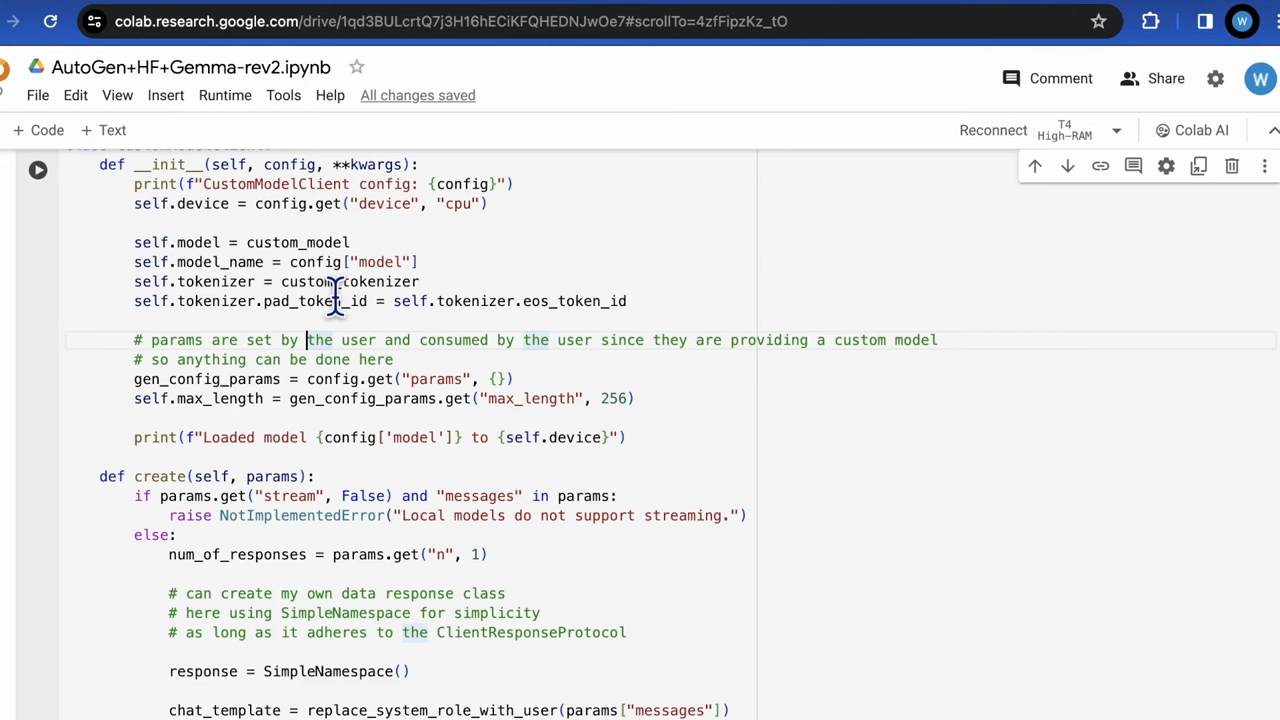 colab.research.google.com/drive/1qd3BULcrtQ7j3H16hECiKFQHEDNJwOe7#scrollTo=4zfFipzKz_tO
W
AutoGen+HF+Gemma-rev2.ipynb
Comment
Share
W
File Edit View Insert Runtime Tools Help All changes saved
+ Code + Text
Reconnect
T4
High-RAM
Colab AI
def __init__(self, config, **kwargs):
print(f"CustomModelClient config: {config}")
self.device = config.get("device", "cpu")
self.model = custom_model
self.model_name = config["model"]
self.tokenizer = custom_tokenizer
self.tokenizer.pad_token_id = self.tokenizer.eos_token_id
# params are set by the user and consumed by the user since they are providing a custom model
# so anything can be done here
gen_config_params = config.get("params", {})
self.max_length = gen_config_params.get("max_length", 256)
print(f"Loaded model {config['model']} to {self.device}")
def create(self, params):
if params.get("stream", False) and "messages" in params:
raise NotImplementedError("Local models do not support streaming.")
else:
num_of_responses = params.get("n", 1)
# can create my own data response class
# here using SimpleNamespace for simplicity
# as long as it adheres to the ClientResponseProtocol
response = SimpleNamespace()
chat_template = replace_system_role_with_user(params["messages"])